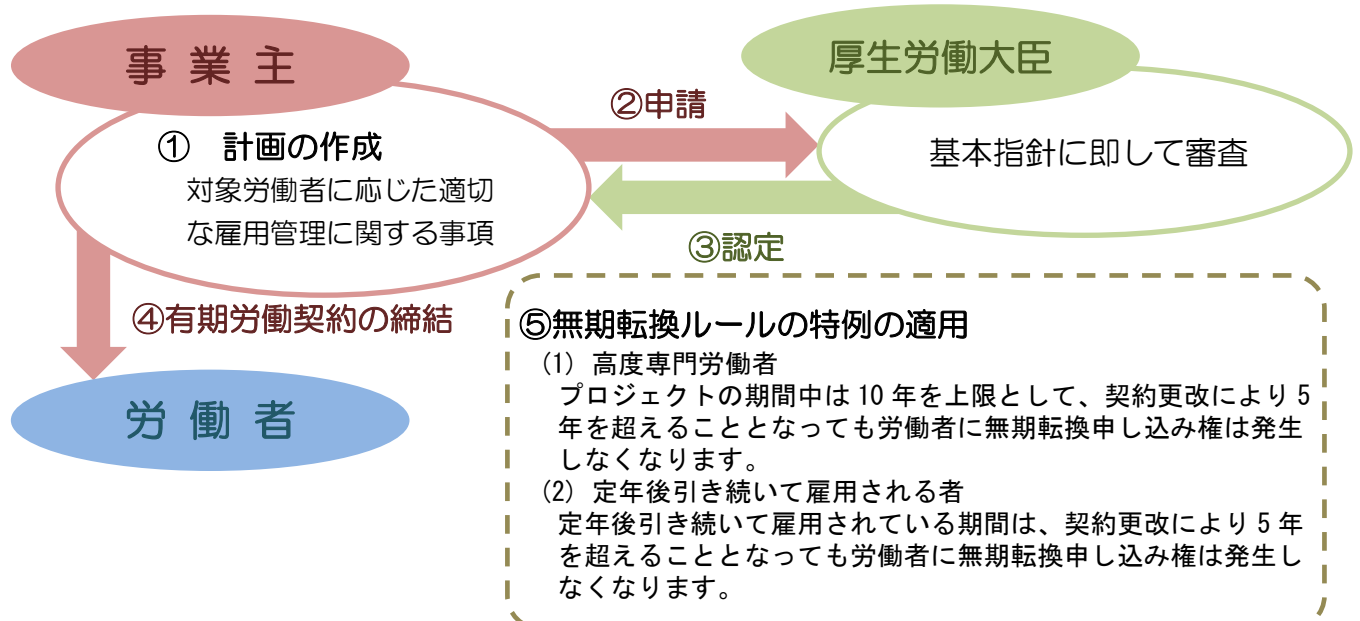 事 業 主
① 計画の作成
対象労働者に応じた適切
な雇用管理に関する事項
②申請
厚生労働大臣
基本指針に即して審査
③認定
④有期労働契約の締結
労 働 者
⑤無期転換ルールの特例の適用
(1) 高度専門労働者
プロジェクトの期間中は 10 年を上限として、契約更改により 5
年を超えることとなっても労働者に無期転換申し込み権は発生
しなくなります。
(2) 定年後引き続いて雇用される者
定年後引き続いて雇用されている期間は、契約更改により 5 年
を超えることとなっても労働者に無期転換申し込み権は発生し
なくなります。